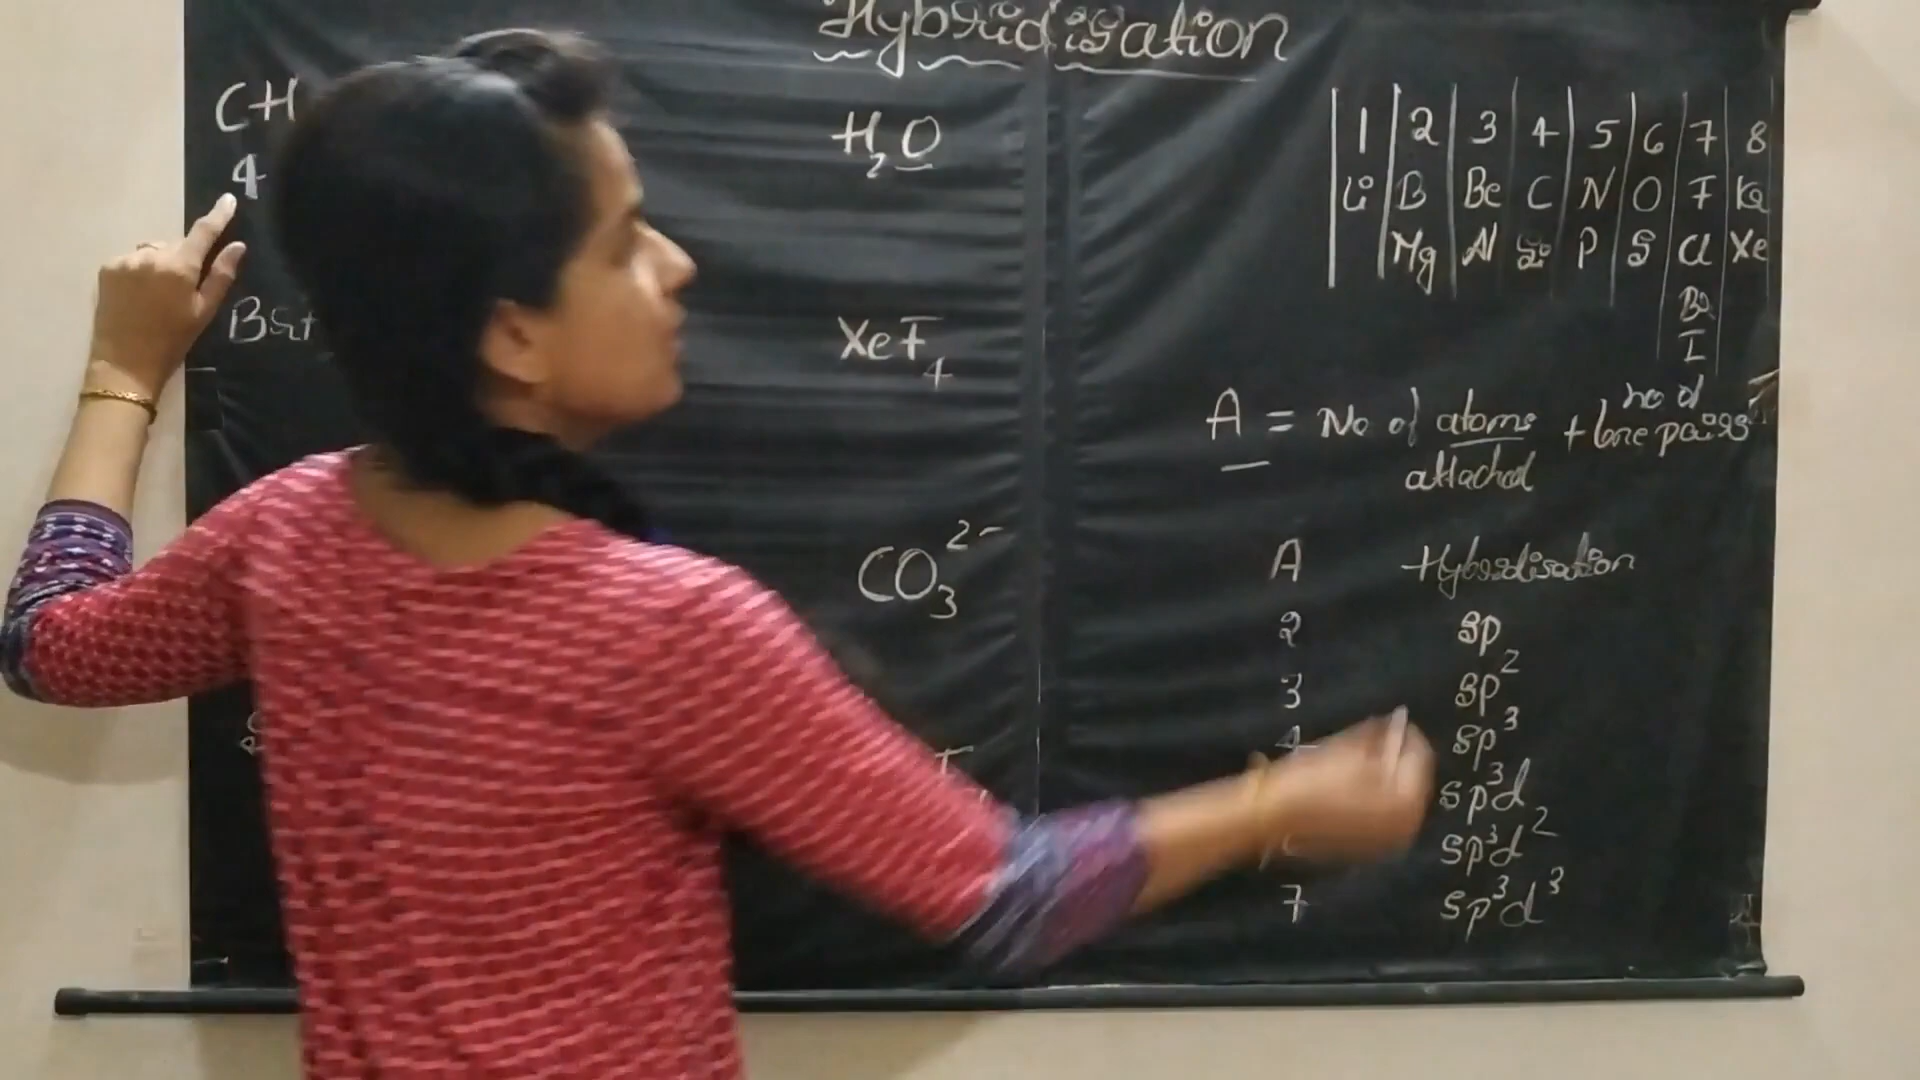 Hybridisation
CH
4
H2O
XeF4
CO3 2-
1 2 3 4 5 6 7 8
Li B Be C N O F Ke
Mg Al Si P S Cl Xe
Br
I
A = No of atoms attached + no of lone pairs
A Hybridisation
2 sp
3 sp2
4 sp3
sp3d
sp3d2
7 sp3d3